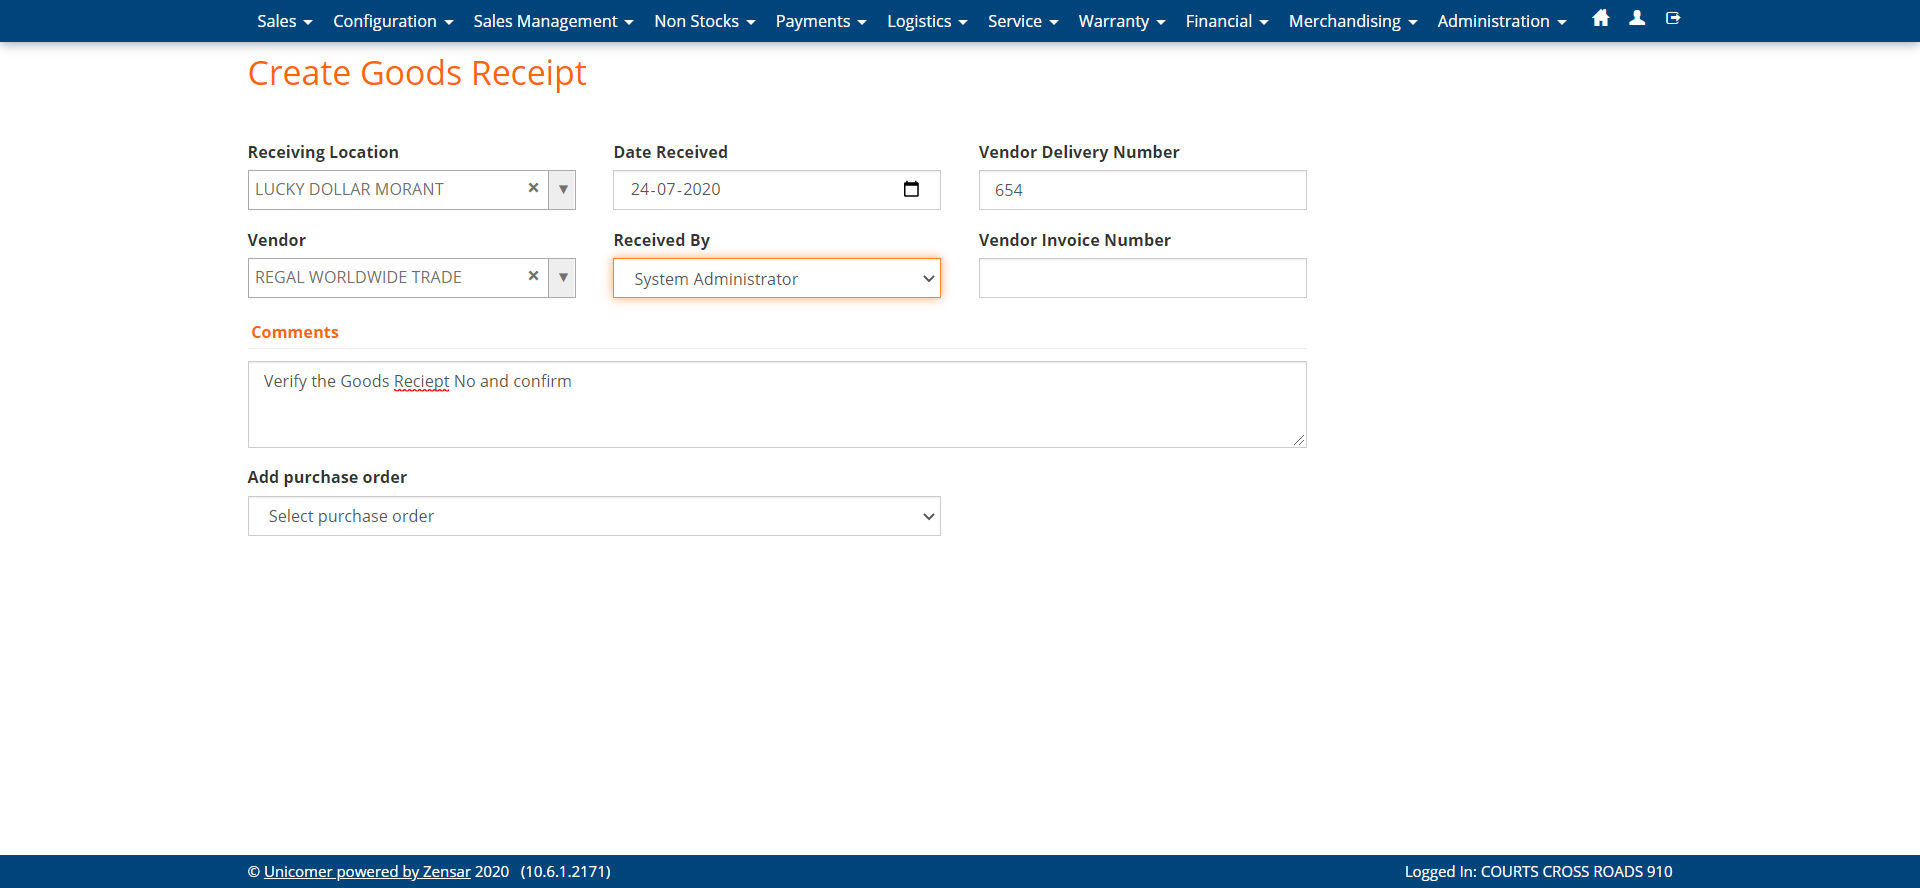 Sales Configuration Sales Management Non Stocks Payments Logistics Service Warranty Financial Merchandising Administration
Create Goods Receipt
Receiving Location Date Received Vendor Delivery Number
LUCKY DOLLAR MORANT 24-07-2020 654
Vendor Received By Vendor Invoice Number
REGAL WORLDWIDE TRADE System Administrator
Comments
Verify the Goods Reciept No and confirm
Add purchase order
Select purchase order
© Unicomer powered by Zensar 2020 (10.6.1.2171) Logged In: COURTS CROSS ROADS 910